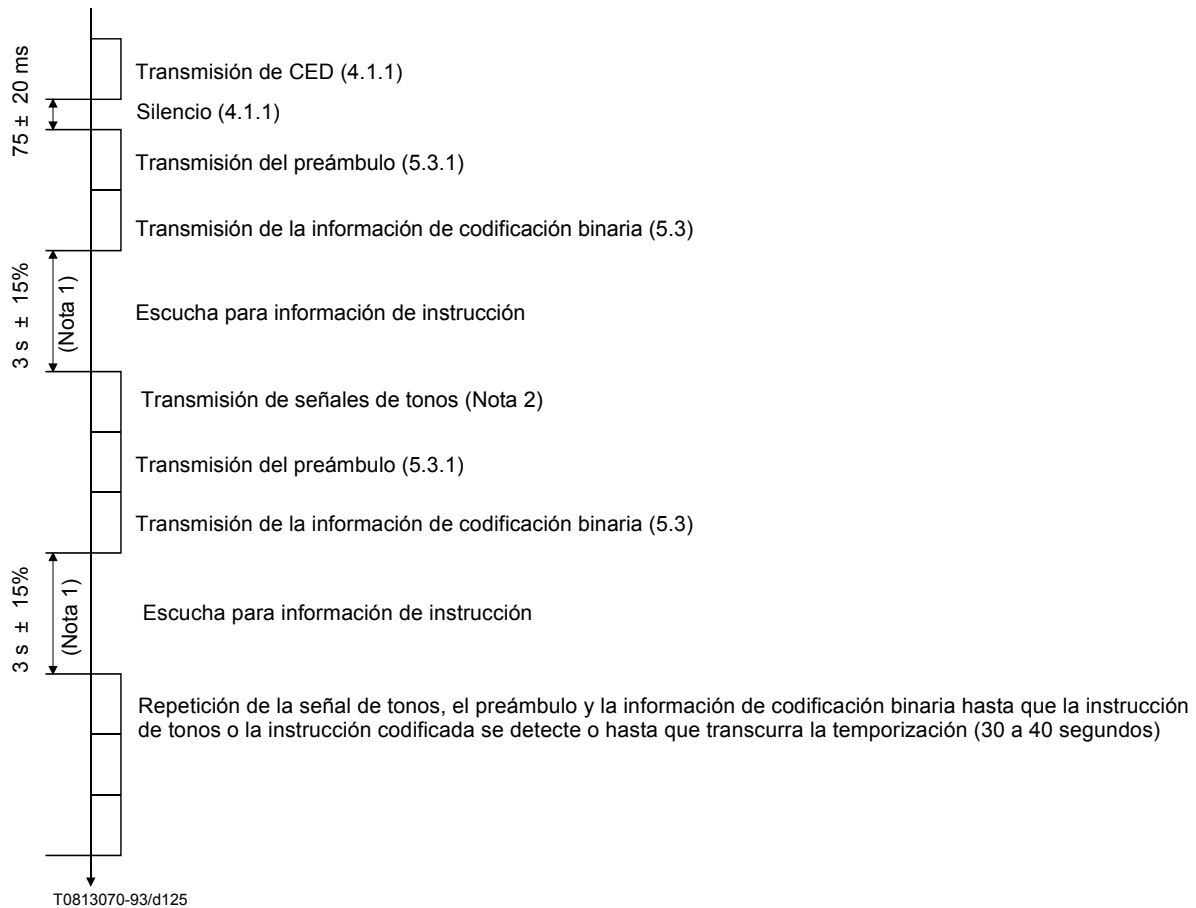 75 ± 20 ms
Transmisión de CED (4.1.1)
Silencio (4.1.1)
Transmisión del preámbulo (5.3.1)
Transmisión de la información de codificación binaria (5.3)
3 s ± 15%
(Nota 1)
Escucha para información de instrucción
Transmisión de señales de tonos (Nota 2)
Transmisión del preámbulo (5.3.1)
Transmisión de la información de codificación binaria (5.3)
3 s ± 15%
(Nota 1)
Escucha para información de instrucción
Repetición de la señal de tonos, el preámbulo y la información de codificación binaria hasta que la instrucción
de tonos o la instrucción codificada se detecte o hasta que transcurra la temporización (30 a 40 segundos)
T0813070-93/d125